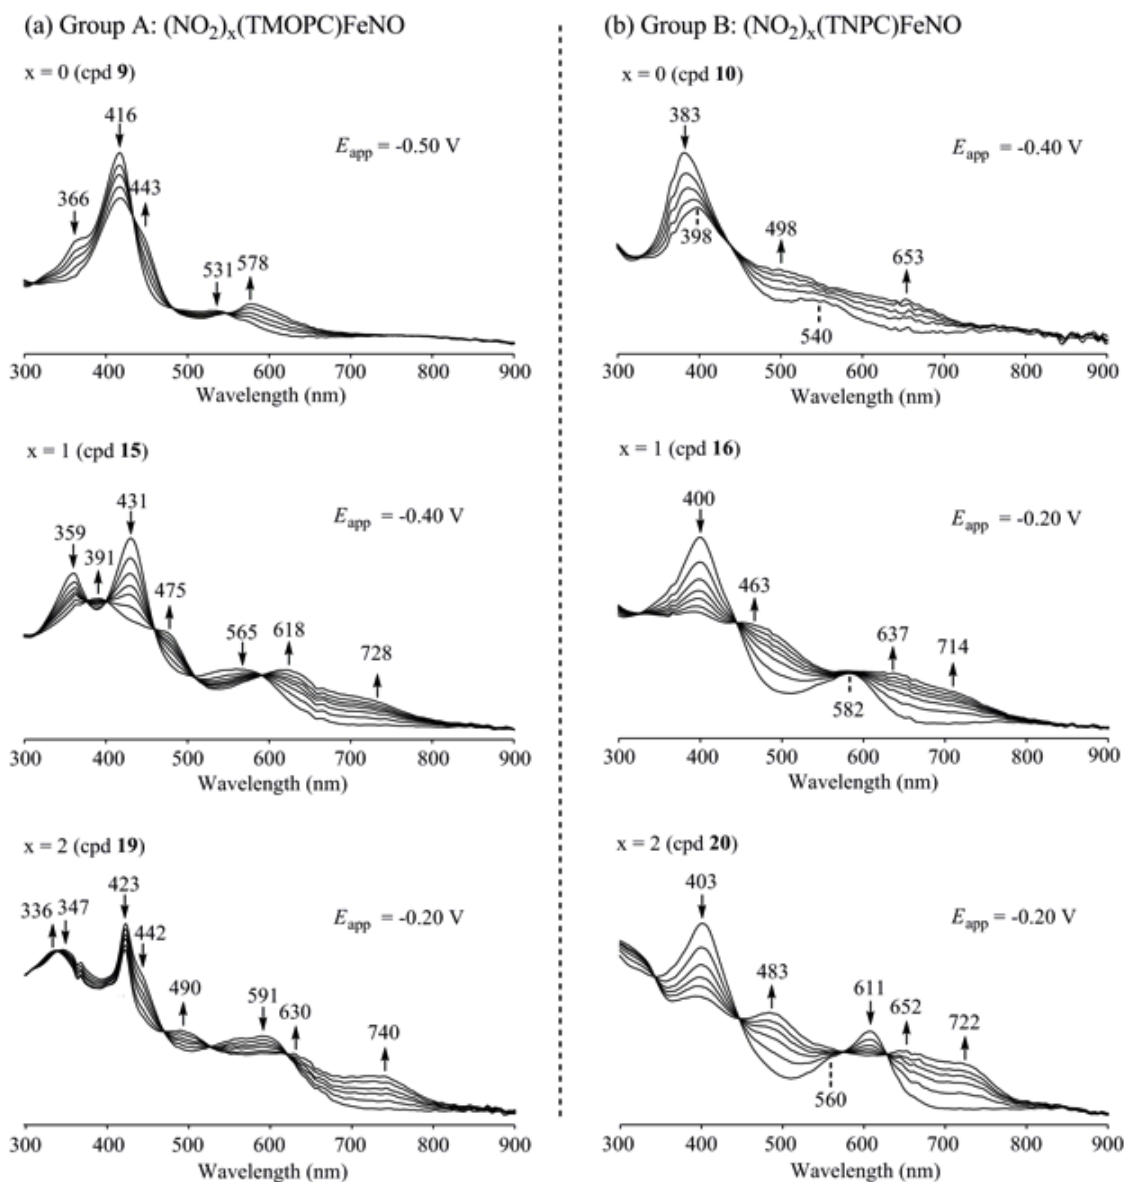 (a) Group A: (NO₂)ₓ(TMOPC)FeNO
x = 0 (cpd 9)
416
E_app = -0.50 V
366
443
531
578
300 400 500 600 700 800 900
Wavelength (nm)
x = 1 (cpd 15)
431
E_app = -0.40 V
359
391
475
565
618
728
300 400 500 600 700 800 900
Wavelength (nm)
x = 2 (cpd 19)
423
E_app = -0.20 V
336
347
442
490
591
630
740
300 400 500 600 700 800 900
Wavelength (nm)
(b) Group B: (NO₂)ₓ(TNPC)FeNO
x = 0 (cpd 10)
383
E_app = -0.40 V
398
498
653
540
300 400 500 600 700 800 900
Wavelength (nm)
x = 1 (cpd 16)
400
E_app = -0.20 V
463
637
714
582
300 400 500 600 700 800 900
Wavelength (nm)
x = 2 (cpd 20)
403
E_app = -0.20 V
483
611
652
722
560
300 400 500 600 700 800 900
Wavelength (nm)